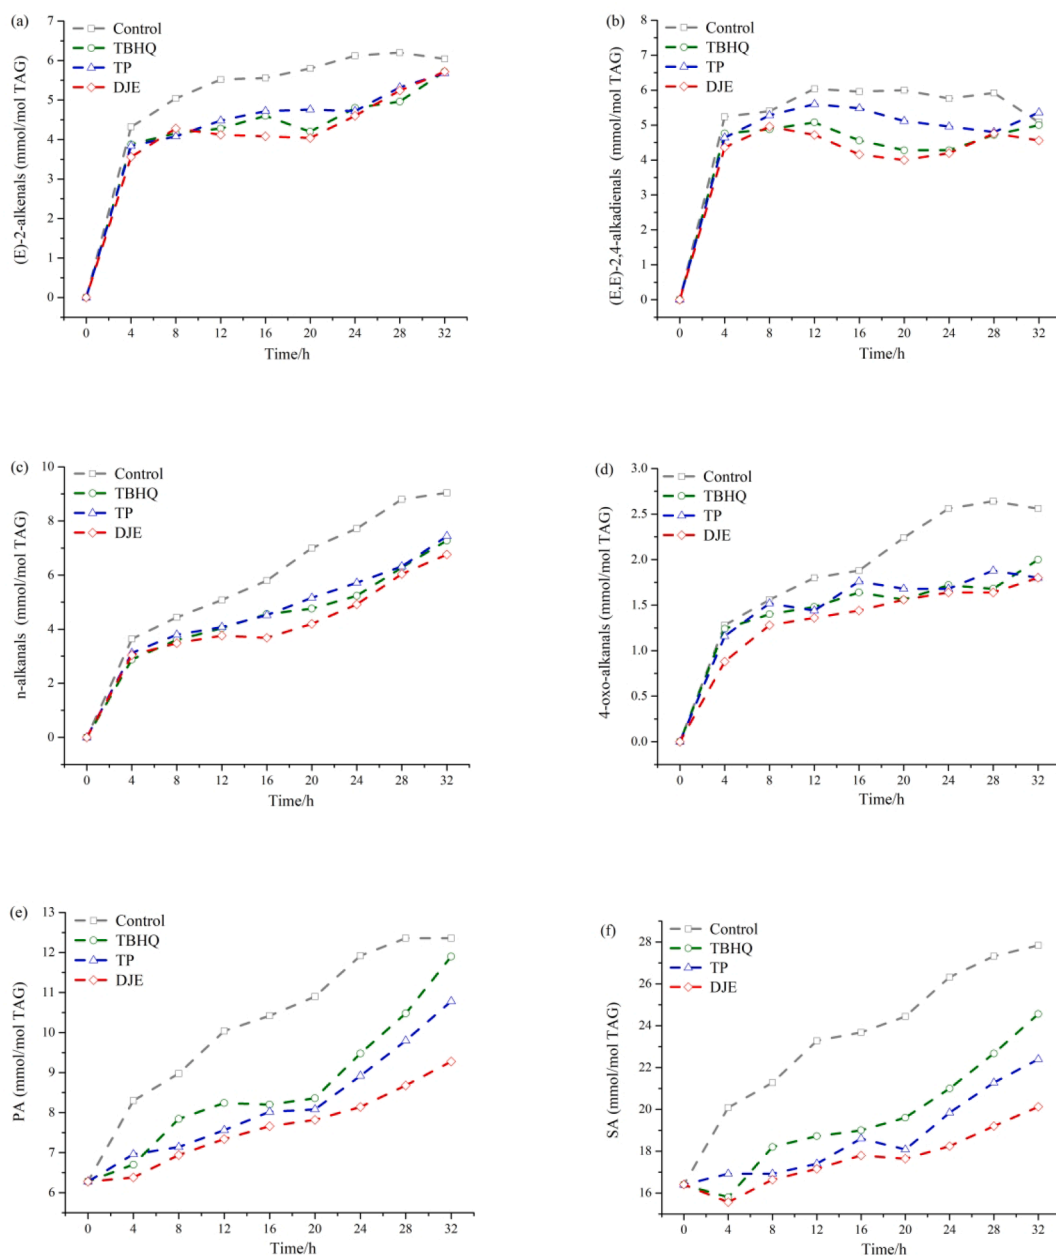 (a)
7
6
5
4
3
2
1
0
(E)-2-alkenals (mmol/mol TAG)
Control
TBHQ
TP
DJE
0 4 8 12 16 20 24 28 32
Time/h
(b)
8
7
6
5
4
3
2
1
0
(E,E)-2,4-alkadienals (mmol/mol TAG)
Control
TBHQ
TP
DJE
0 4 8 12 16 20 24 28 32
Time/h
(c)
10
8
6
4
2
0
n-alkanals (mmol/mol TAG)
Control
TBHQ
TP
DJE
0 4 8 12 16 20 24 28 32
Time/h
(d)
3.0
2.5
2.0
1.5
1.0
0.5
0.0
4-oxo-alkanals (mmol/mol TAG)
Control
TBHQ
TP
DJE
0 4 8 12 16 20 24 28 32
Time/h
(e)
13
12
11
10
9
8
7
6
PA (mmol/mol TAG)
Control
TBHQ
TP
DJE
0 4 8 12 16 20 24 28 32
Time/h
(f)
28
26
24
22
20
18
16
SA (mmol/mol TAG)
Control
TBHQ
TP
DJE
0 4 8 12 16 20 24 28 32
Time/h